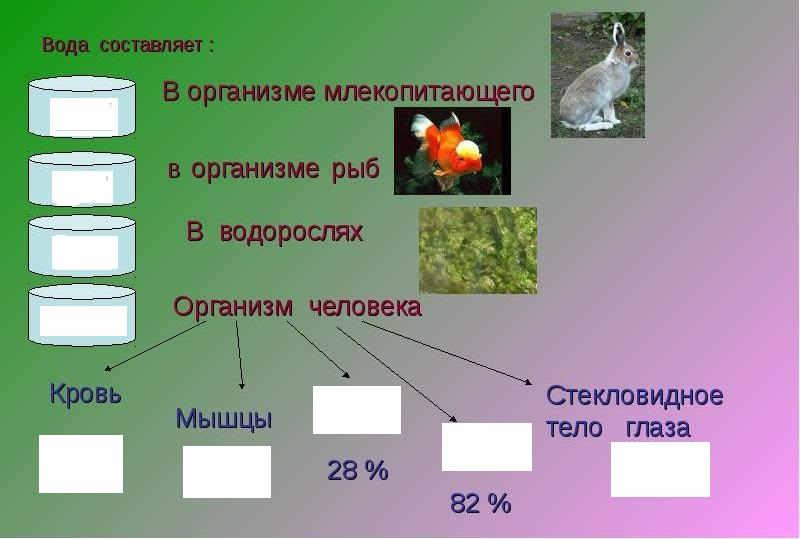 Вода составляет :
В организме млекопитающего
в организме рыб
В водорослях
Организм человека
Кровь
Мышцы
28 %
82 %
Стекловидное
тело глаза